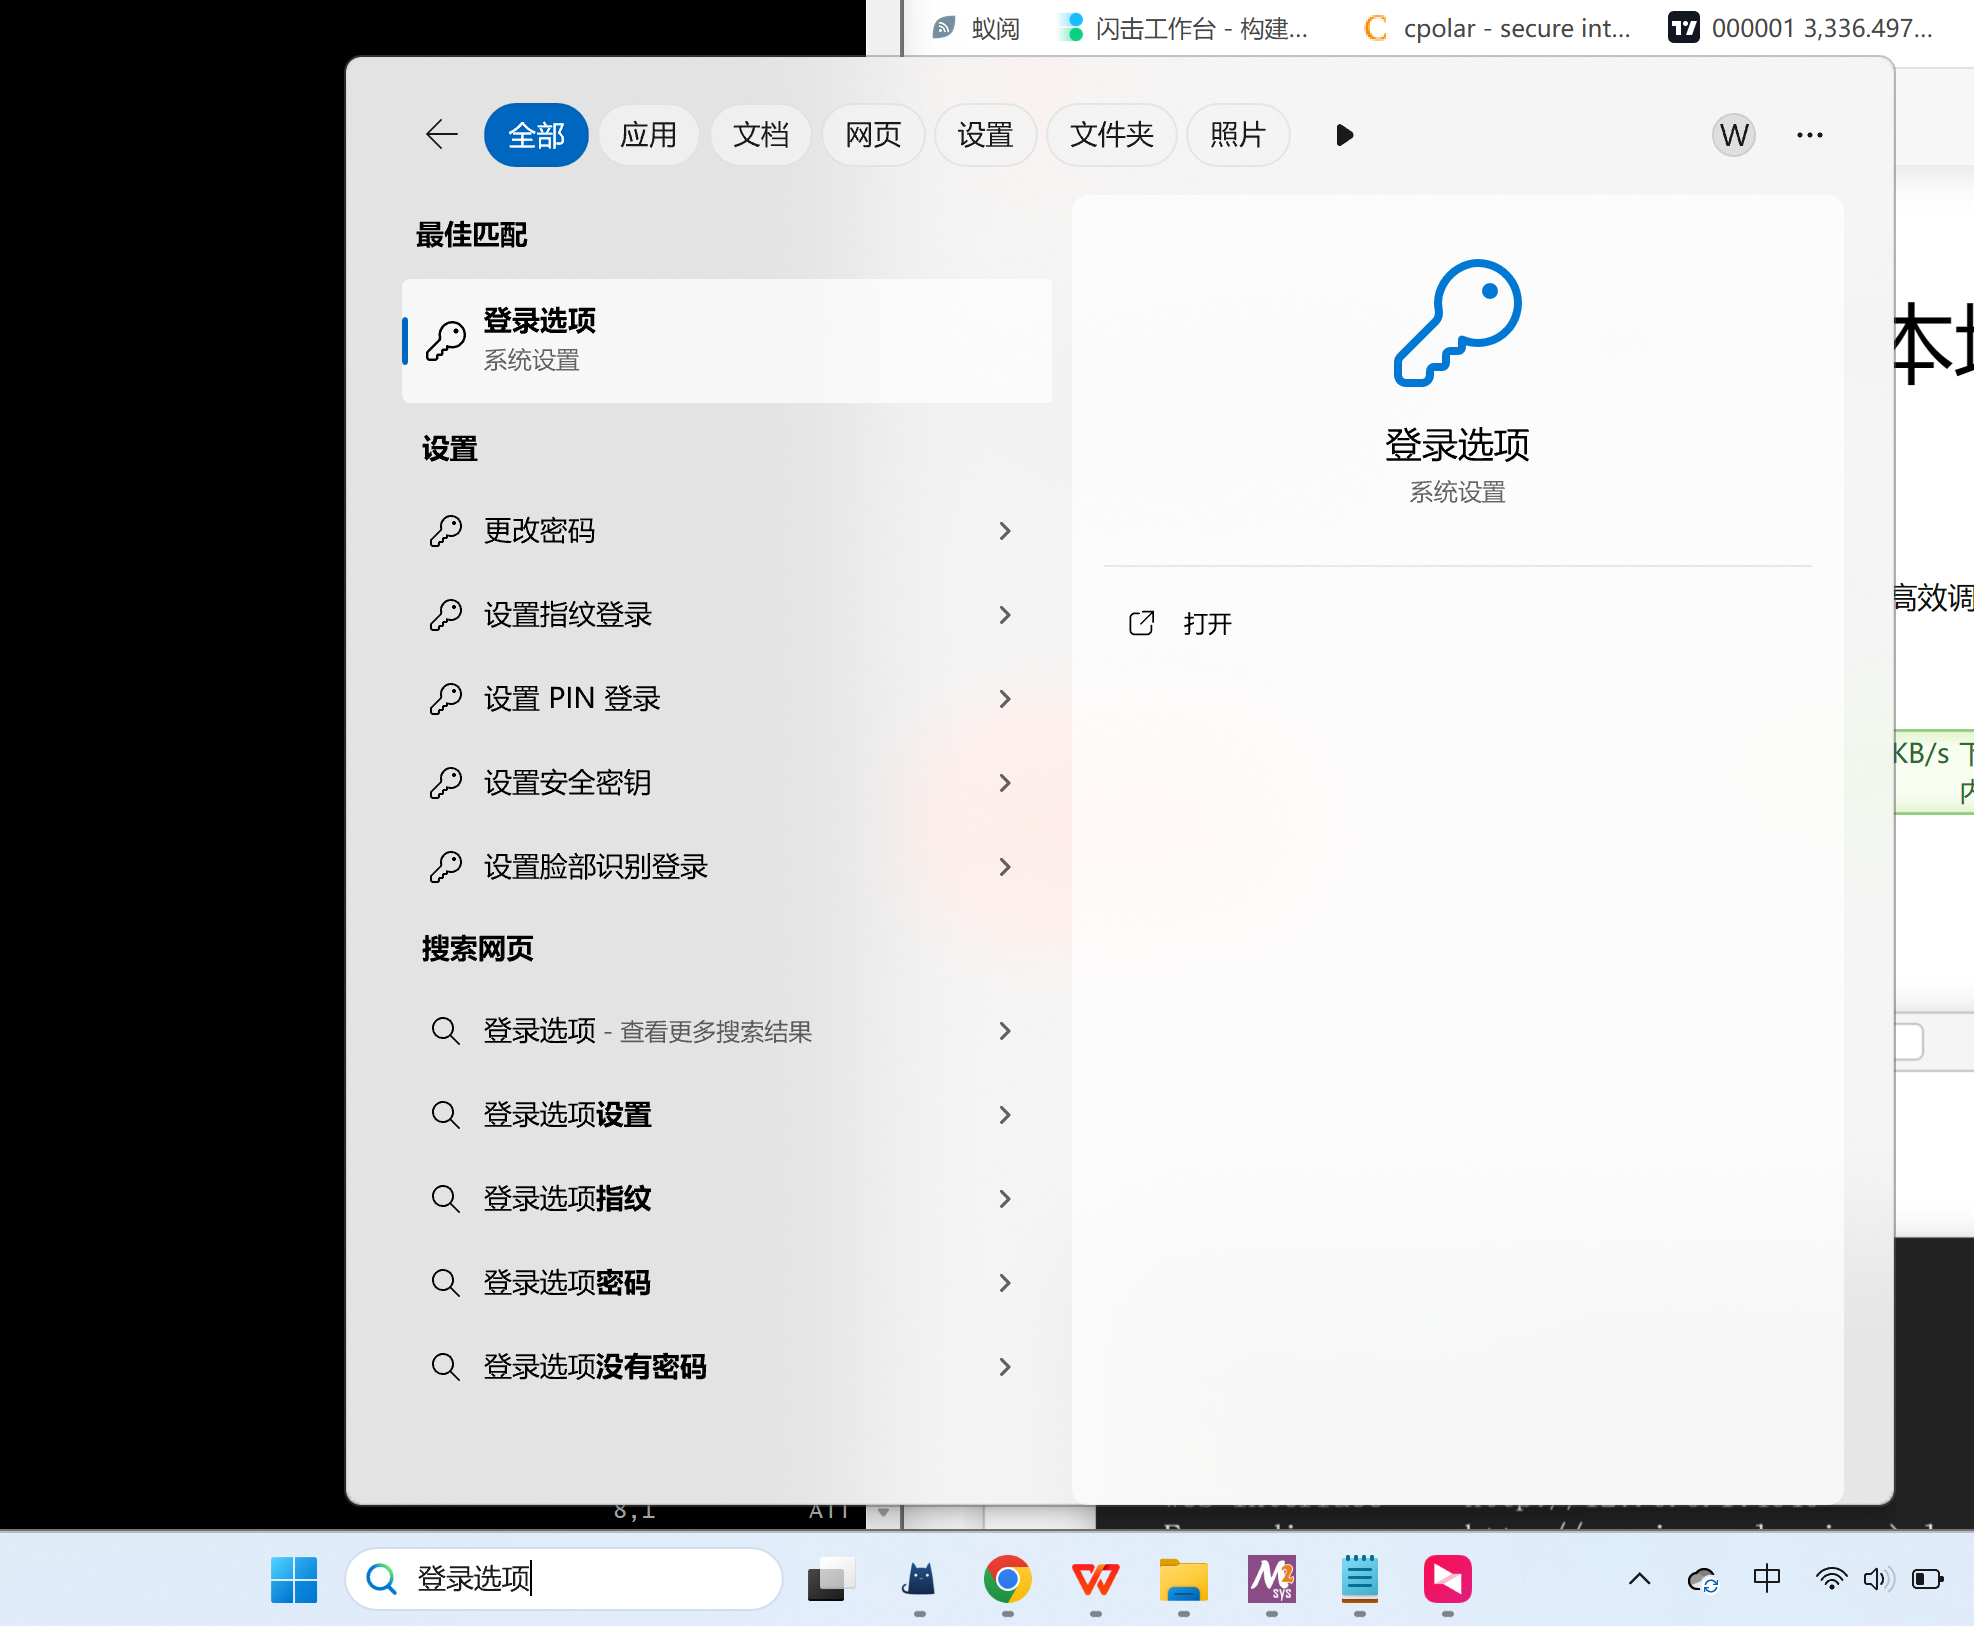 蚁阅
闪击工作台 - 构建...
cpolar - secure int...
000001 3,336.497...
全部
应用
文档
网页
设置
文件夹
照片
W
最佳匹配
登录选项
系统设置
设置
更改密码
设置指纹登录
设置 PIN 登录
设置安全密钥
设置脸部识别登录
搜索网页
登录选项 - 查看更多搜索结果
登录选项设置
登录选项指纹
登录选项密码
登录选项没有密码
登录选项
系统设置
打开
本
高效调
KB/s 下
内
8,1
All
登录选项
中